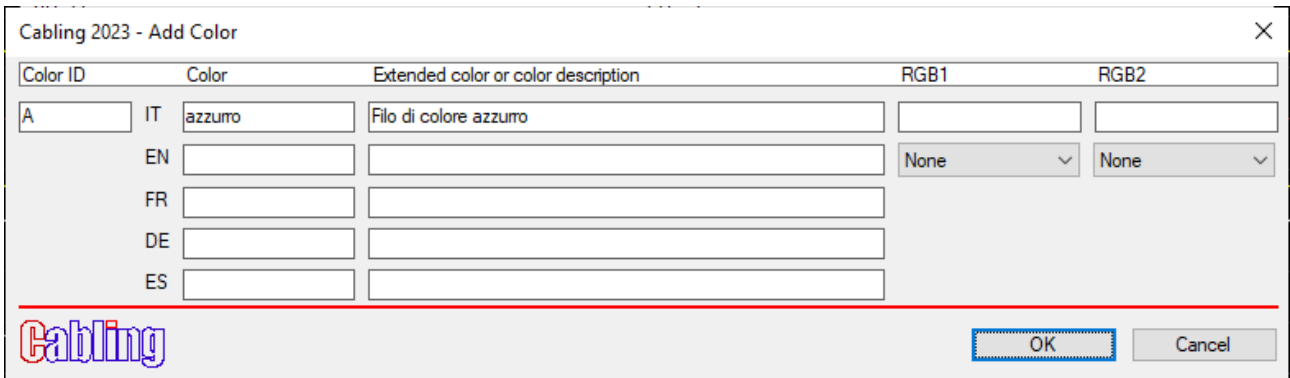 Cabling 2023 - Add Color
Color ID Color Extended color or color description RGB1 RGB2
A IT azzurro Filo di colore azzurro
EN None None
FR
DE
ES
Cabling OK Cancel